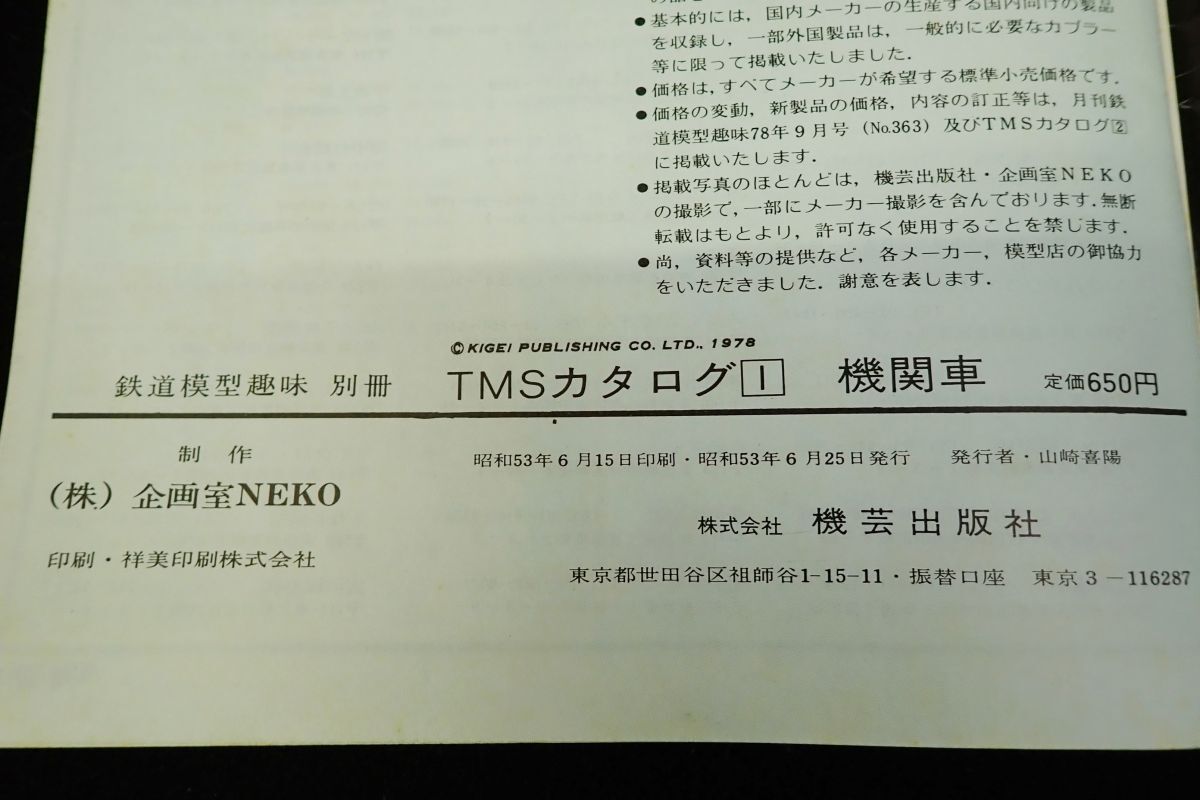 ●基本的には，国内メーカーの生産する国内向けの製品
を収録し，一部外国製品は，一般的に必要なカプラー
等に限って掲載いたしました．
●価格は，すべてメーカーが希望する標準小売価格です．
●価格の変動，新製品の価格，内容の訂正等は，月刊鉄
道模型趣味78年９月号（No.363）及びTMSカタログ②
に掲載いたします．
●掲載写真のほとんどは，機芸出版社・企画室NEKO
の撮影で，一部にメーカー撮影を含んでおります．無断
転載はもとより，許可なく使用することを禁じます．
●尚，資料等の提供など，各メーカー，模型店の御協力
をいただきました．謝意を表します．
©KIGEI PUBLISHING CO. LTD., 1978
鉄道模型趣味 別冊 TMSカタログ1 機関車 定価650円
制作
（株）企画室NEKO
印刷・祥美印刷株式会社
昭和53年６月15日印刷・昭和53年６月25日発行 発行者・山崎喜陽
株式会社 機芸出版社
東京都世田谷区祖師谷1-15-11・振替口座 東京３－116287